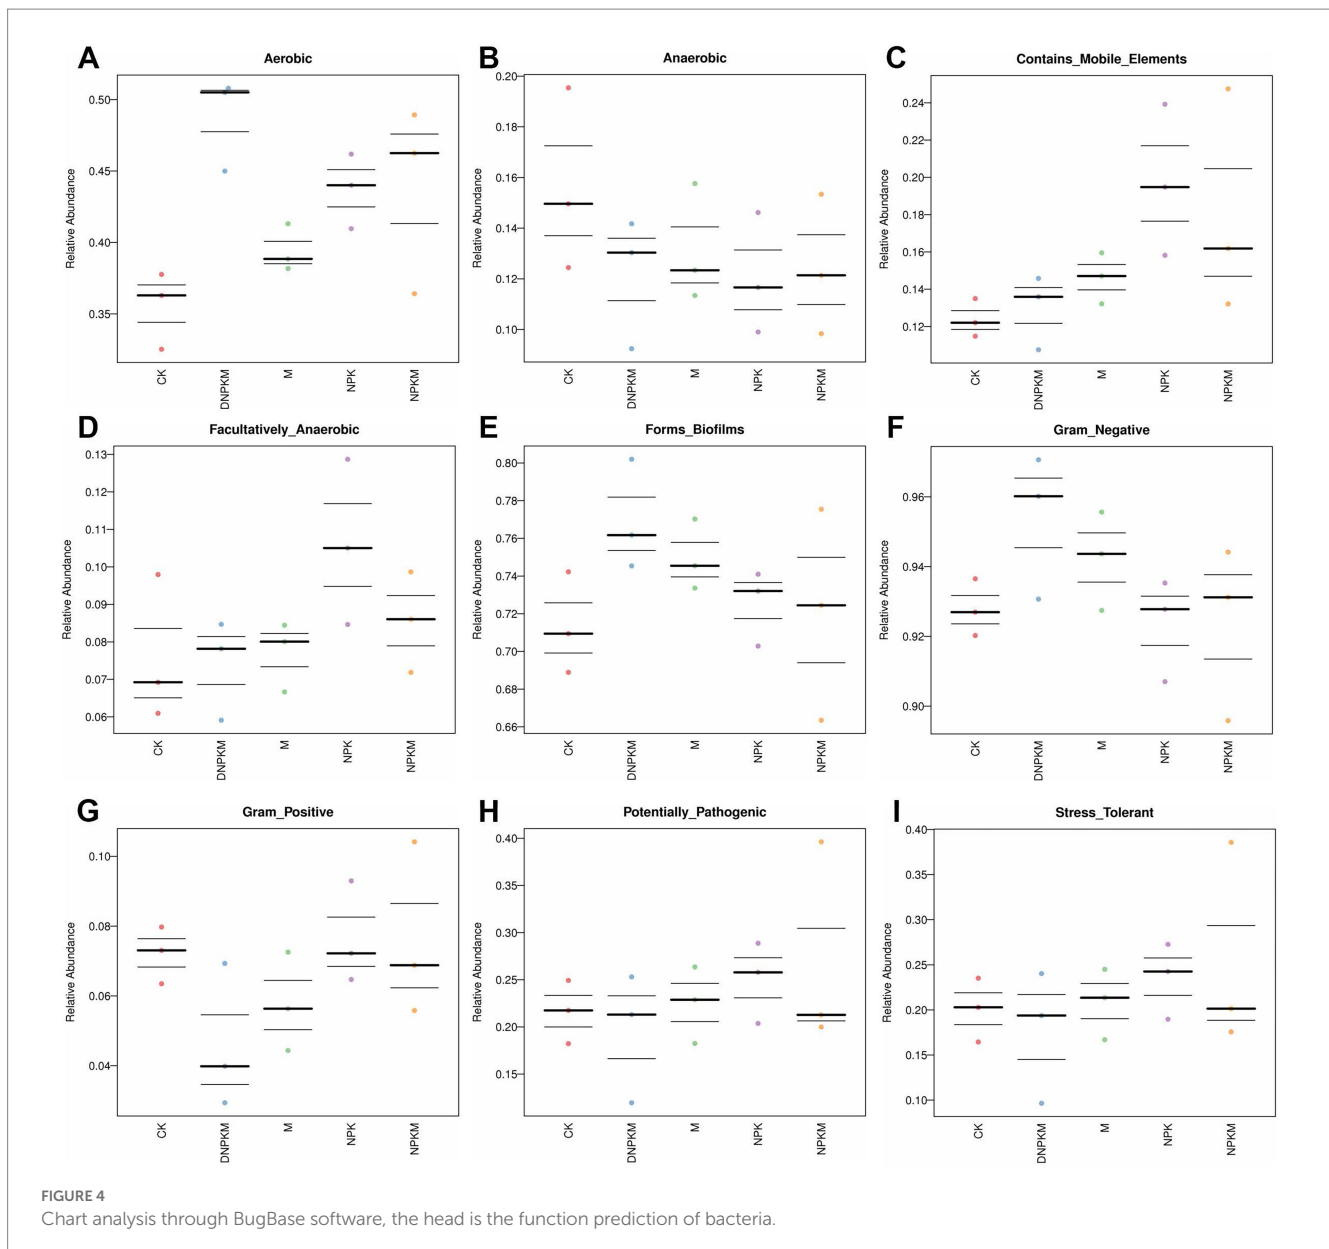 A
Aerobic
Relative Abundance
0.50
0.45
0.40
0.35
CK
DNPKM
M
NPK
NPKM
B
Anaerobic
Relative Abundance
0.20
0.18
0.16
0.14
0.12
0.10
CK
DNPKM
M
NPK
NPKM
C
Contains_Mobile_Elements
Relative Abundance
0.24
0.22
0.20
0.18
0.16
0.14
0.12
CK
DNPKM
M
NPK
NPKM
D
Facultatively_Anaerobic
Relative Abundance
0.13
0.12
0.11
0.10
0.09
0.08
0.07
0.06
CK
DNPKM
M
NPK
NPKM
E
Forms_Biofilms
Relative Abundance
0.80
0.78
0.76
0.74
0.72
0.70
0.68
0.66
CK
DNPKM
M
NPK
NPKM
F
Gram_Negative
Relative Abundance
0.96
0.94
0.92
0.90
CK
DNPKM
M
NPK
NPKM
G
Gram_Positive
Relative Abundance
0.10
0.08
0.06
0.04
CK
DNPKM
M
NPK
NPKM
H
Potentially_Pathogenic
Relative Abundance
0.40
0.35
0.30
0.25
0.20
0.15
CK
DNPKM
M
NPK
NPKM
I
Stress_Tolerant
Relative Abundance
0.40
0.35
0.30
0.25
0.20
0.15
0.10
CK
DNPKM
M
NPK
NPKM
FIGURE 4
Chart analysis through BugBase software, the head is the function prediction of bacteria.